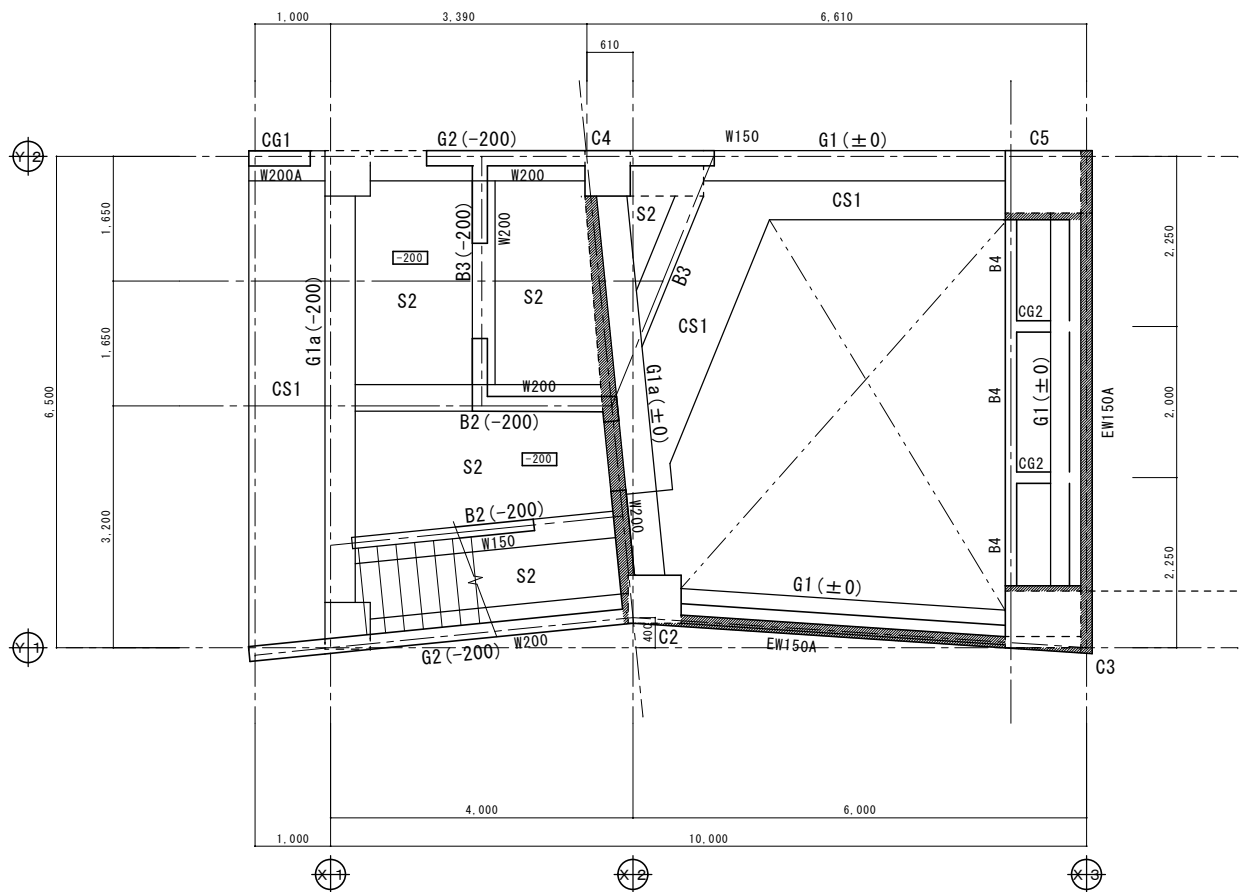 1,000
3,390
6,610
610
Y2
CG1
G2(-200)
C4
W150
G1(±0)
C5
W200A
W200
CS1
S2
1,650
B3(-200)
W200
-200
2,250
B4
B3
G1a(-200)
S2
S2
CS1
CG2
1,650
6,500
CS1
W200
G1a(±0)
B4
G1(±0)
EW150A
2,000
B2(-200)
S2
-200
CG2
B2(-200)
W200
3,200
W150
S2
B4
2,250
G1(±0)
Y1
G2(-200)
W200
400
C2
EW150A
C3
4,000
6,000
1,000
10,000
X1
X2
X3